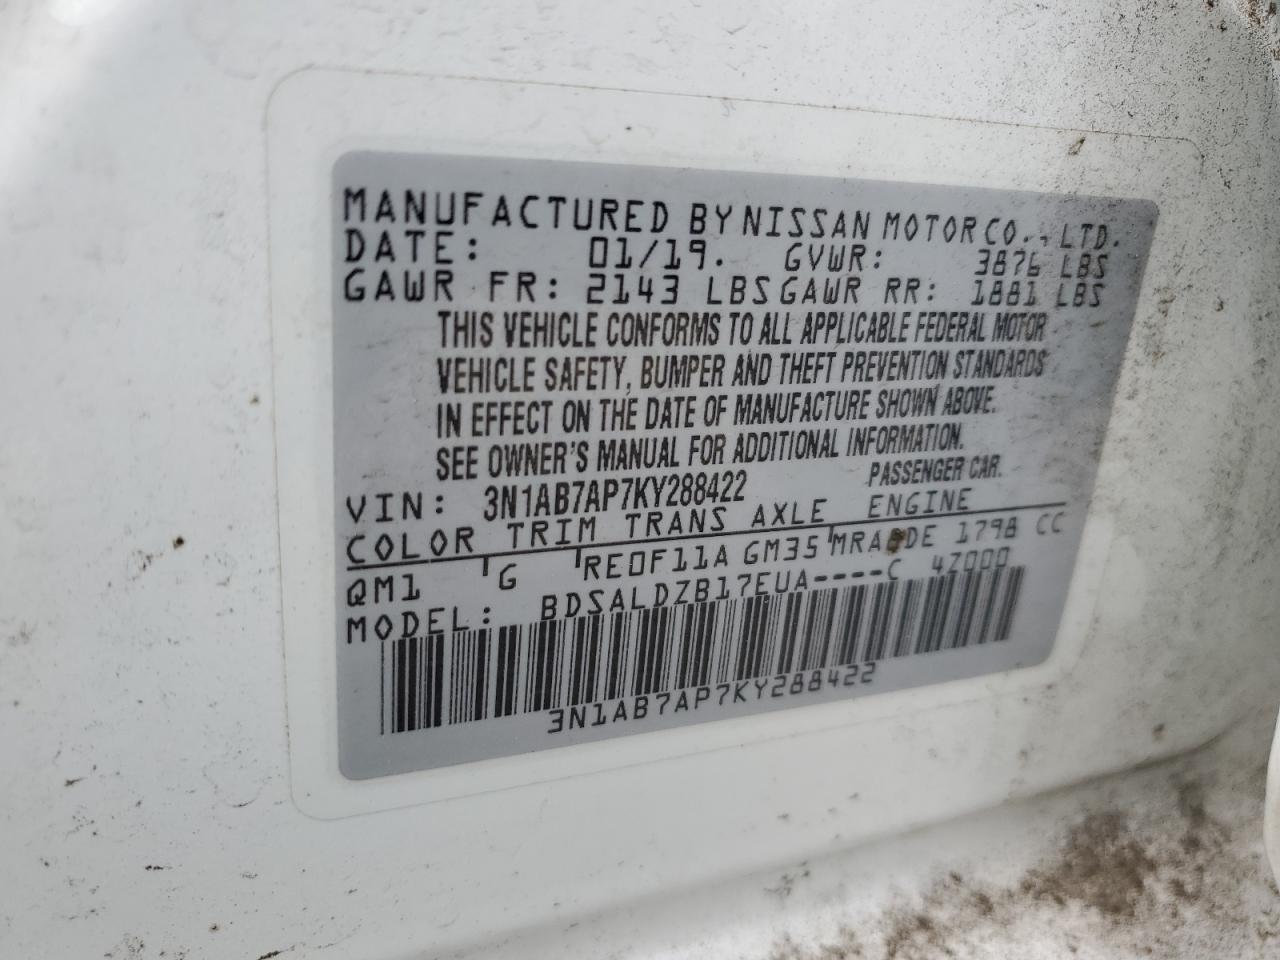 MANUFACTURED BY NISSAN MOTOR CO., LTD.
DATE: 01/19. GVWR: 3876 LBS
GAWR FR: 2143 LBS GAWR RR: 1881 LBS
THIS VEHICLE CONFORMS TO ALL APPLICABLE FEDERAL MOTOR
VEHICLE SAFETY, BUMPER AND THEFT PREVENTION STANDARDS
IN EFFECT ON THE DATE OF MANUFACTURE SHOWN ABOVE.
SEE OWNER'S MANUAL FOR ADDITIONAL INFORMATION.
VIN: 3N1AB7AP7KY288422 PASSENGER CAR.
COLOR TRIM TRANS AXLE ENGINE
QM1 G RE0F11A GM35 1798 CC
MODEL: BDSALDZB17EUA----C 4Z000
3N1AB7AP7KY288422